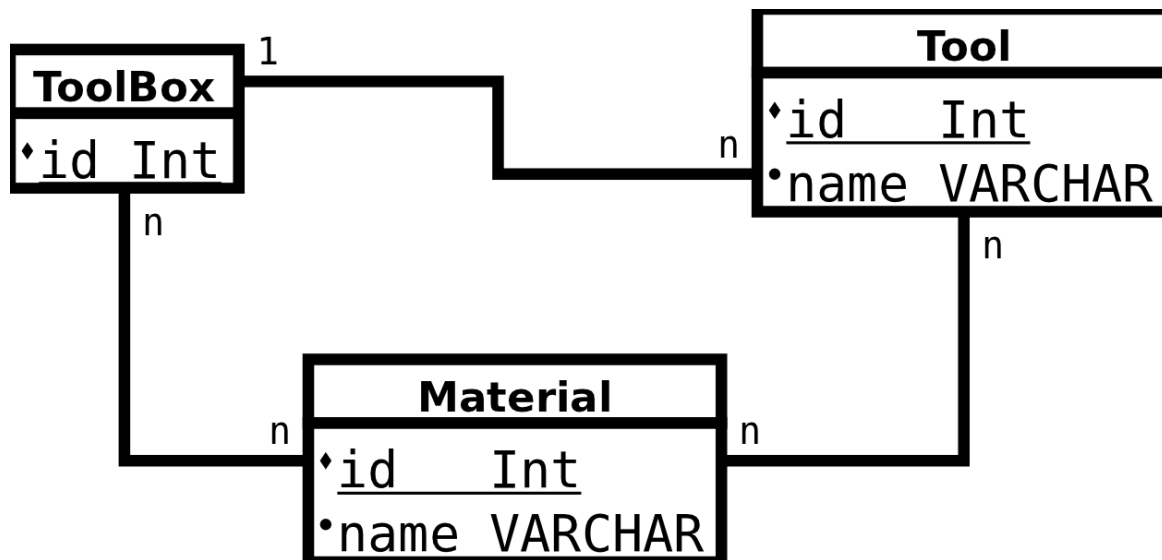 ToolBox
id Int
1
n
Tool
id Int
name VARCHAR
n
n
n
n
Material
id Int
name VARCHAR